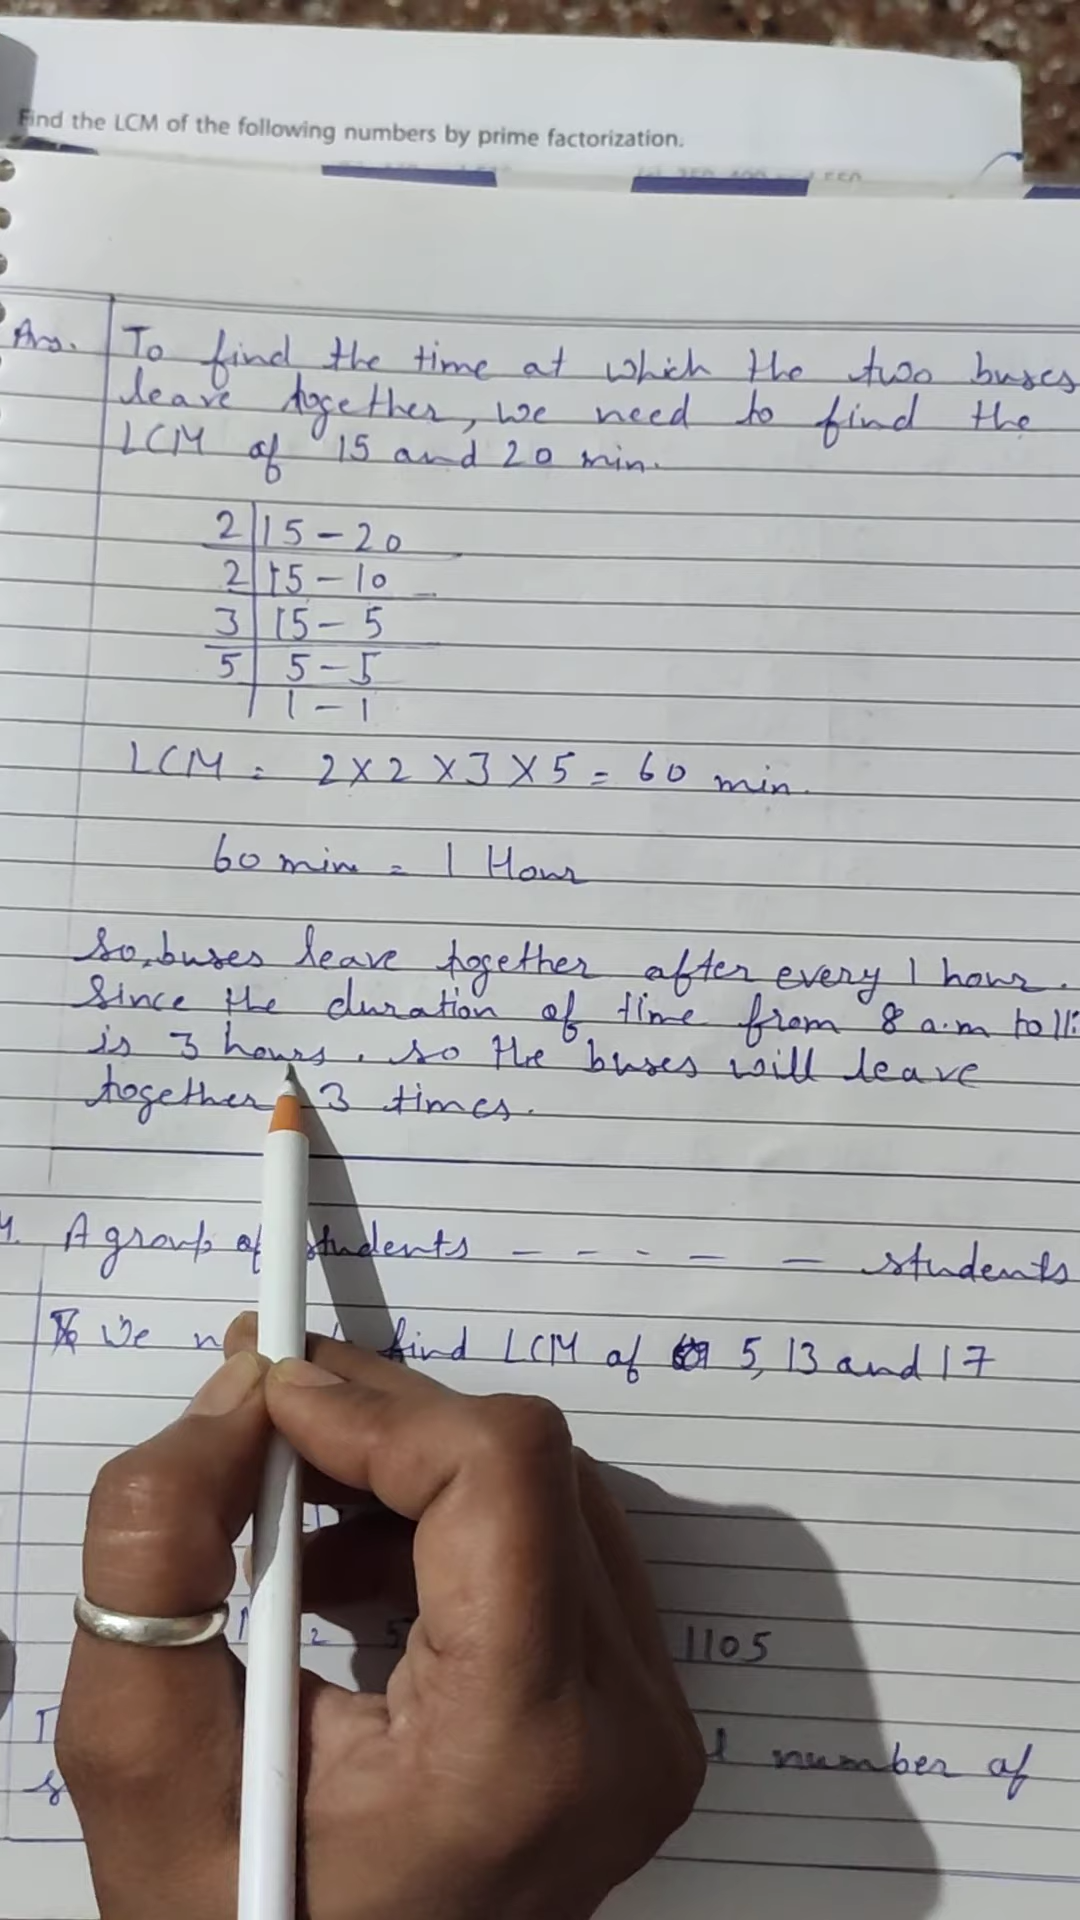 Find the LCM of the following numbers by prime factorization.
Ans. To find the time at which the two buses
leave together, we need to find the
LCM of 15 and 20 min.
2 | 15 - 20
2 | 15 - 10
3 | 15 - 5
5 | 5 - 5
| 1 - 1
LCM = 2 × 2 × 3 × 5 = 60 min.
60 min = 1 Hour
So, buses leave together after every 1 hour.
Since the duration of time from 8 a.m to 11
is 3 hours. so the buses will leave
together 3 times.
A group of students - - - - - students
We find LCM of 5, 13 and 17
1105
number of